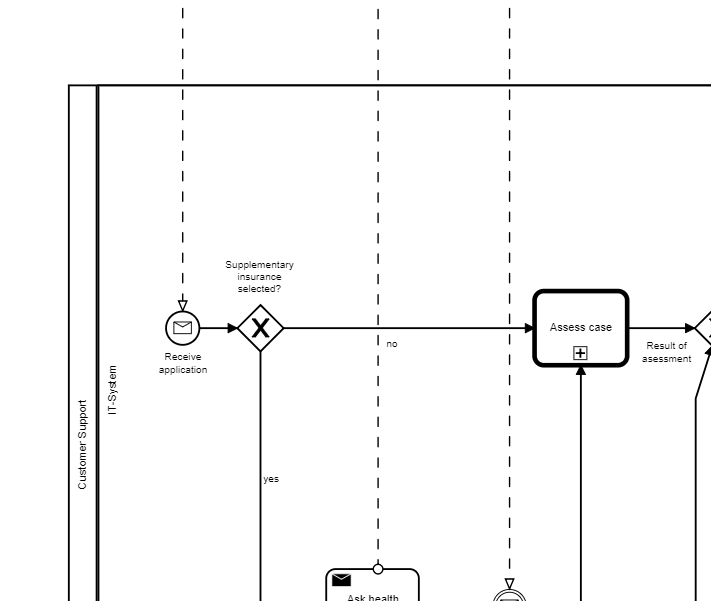 Supplementary
insurance
selected?
Receive
application
no
Assess case
Result of
asessment
IT-System
Customer Support
yes
Ask health